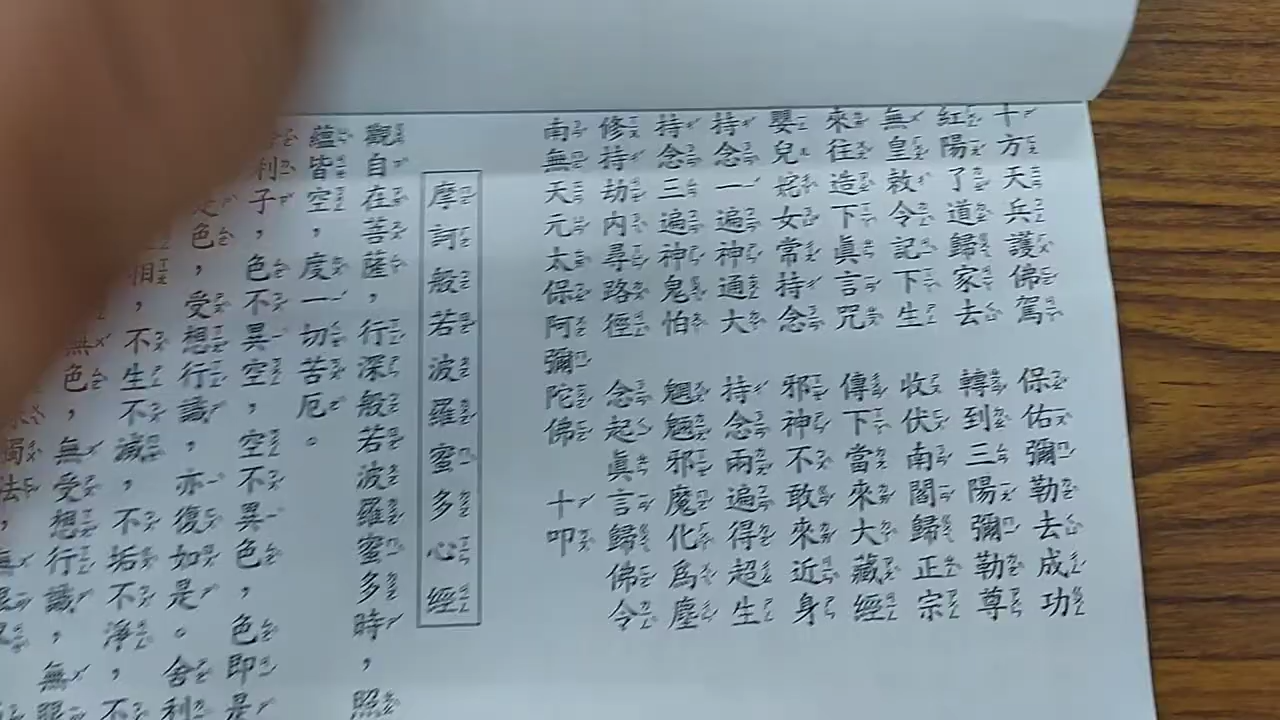 十方天兵護佛駕 保佑彌勒去成功
紅陽了道歸家去 轉到三陽彌勒尊
無皇敕令記下生 收伏南閻歸正宗
來往造下眞言咒 傳下當來大藏經
嬰兒姹女常持念 邪神不敢來近身
持念一遍神通大 持念兩遍得超生
持念三遍神鬼怕 魍魎邪魔化為塵
修持劫內尋路徑 念起眞言歸佛令
南無天元太保阿彌陀佛 十叩
摩訶般若波羅蜜多心經
觀自在菩薩，行深般若波羅蜜多時，照
蘊皆空，度一切苦厄。
利子，色不異空，空不異色，色即是
是色，受想行識，亦復如是。舍利
相，不生不滅，不垢不淨，不
無色，無受想行識，無眼